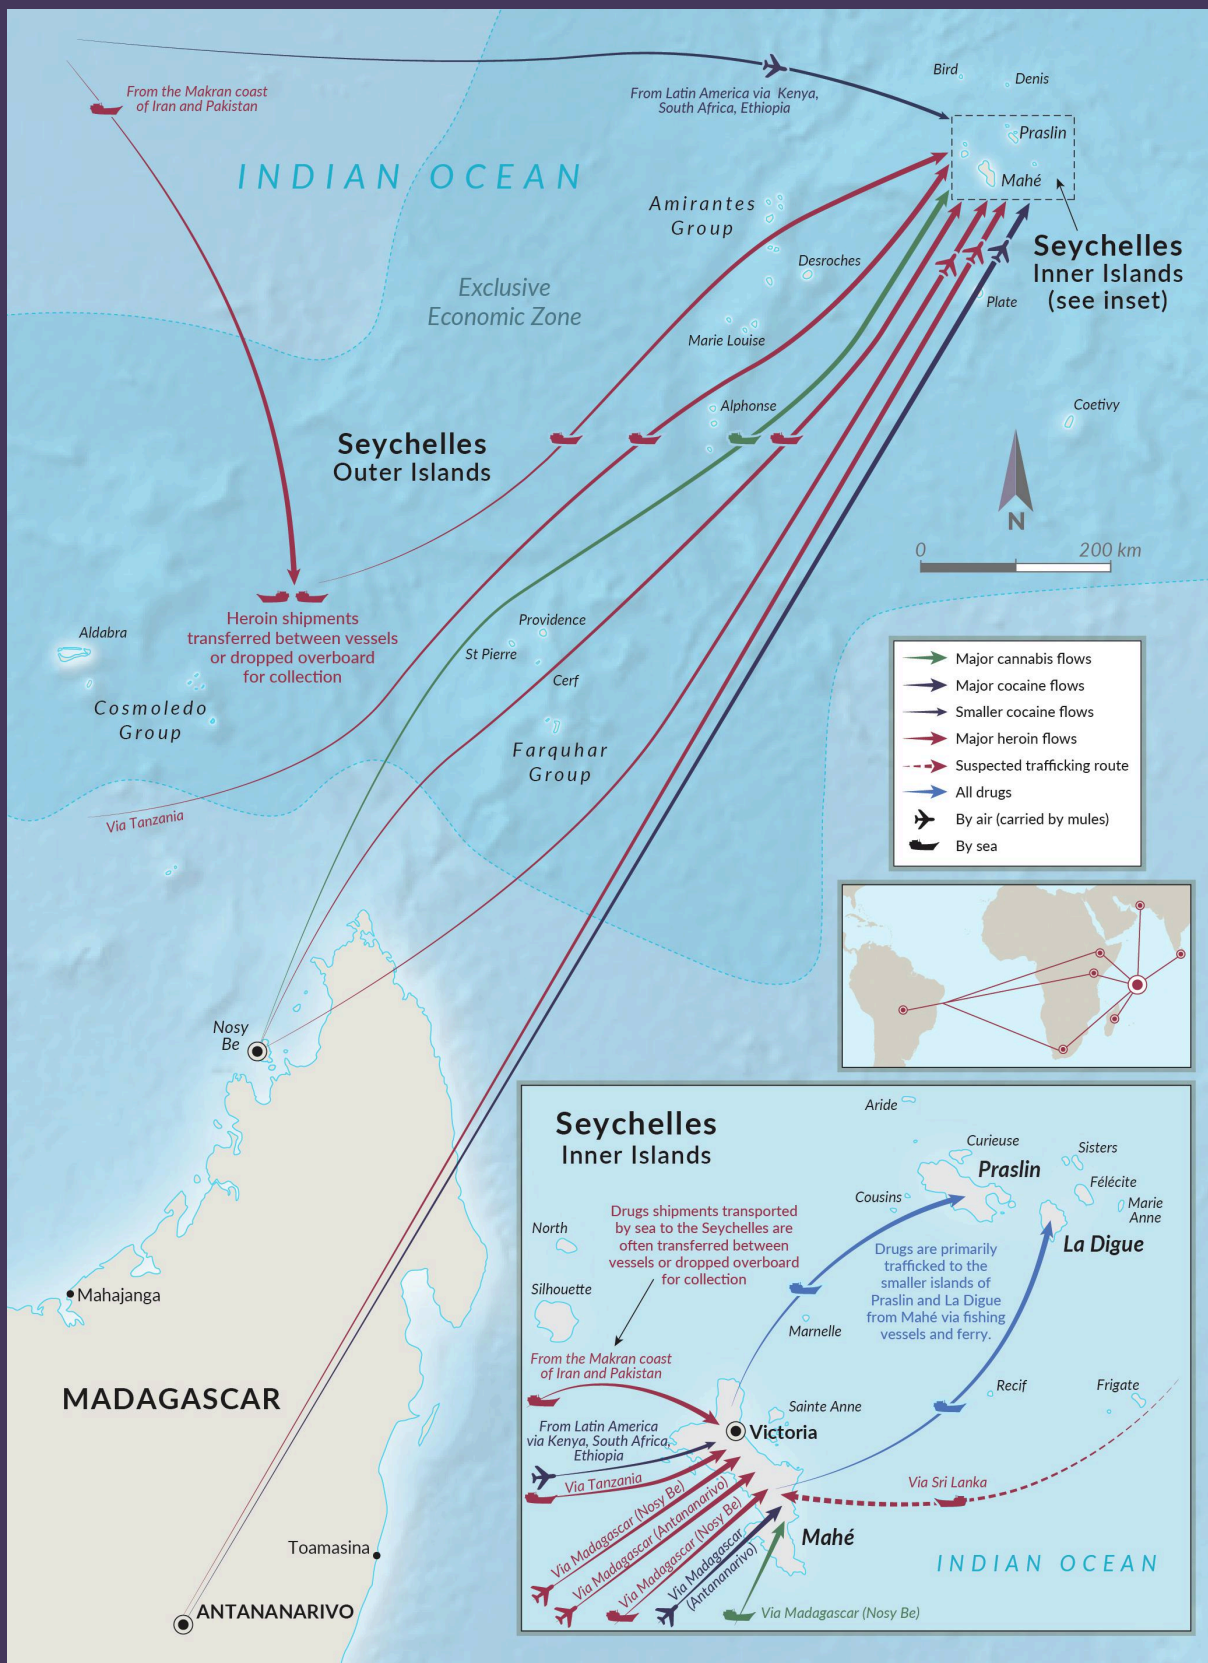 From the Makran coast
of Iran and Pakistan
From Latin America via Kenya,
South Africa, Ethiopia
Bird
Denis
Praslin
Mahé
INDIAN OCEAN
Amirantes
Group
Seychelles
Inner Islands
(see inset)
Desroches
Exclusive
Economic Zone
Plate
Marie Louise
Alphonse
Coetivy
Seychelles
Outer Islands
N
0
200 km
Heroin shipments
transferred between vessels
or dropped overboard
for collection
Aldabra
Providence
St Pierre
Cerf
Cosmoledo
Group
Farquhar
Group
Via Tanzania
Major cannabis flows
Major cocaine flows
Smaller cocaine flows
Major heroin flows
Suspected trafficking route
All drugs
By air (carried by mules)
By sea
Nosy
Be
Mahajanga
MADAGASCAR
Toamasina
ANTANANARIVO
Seychelles
Inner Islands
Aride
Curieuse
Praslin
Sisters
Félécite
Marie
Anne
Cousins
La Digue
North
Drugs shipments transported
by sea to the Seychelles are
often transferred between
vessels or dropped overboard
for collection
Drugs are primarily
trafficked to the
smaller islands of
Praslin and La Digue
from Mahé via fishing
vessels and ferry.
Silhouette
Marnelle
From the Makran coast
of Iran and Pakistan
Recif
Frigate
Sainte Anne
Victoria
From Latin America
via Kenya, South Africa,
Ethiopia
Via Tanzania
Via Sri Lanka
Via Madagascar (Nosy Be)
Via Madagascar (Antananarivo)
Via Madagascar (Nosy Be)
Via Madagascar
(Antananarivo)
Mahé
INDIAN OCEAN
Via Madagascar (Nosy Be)